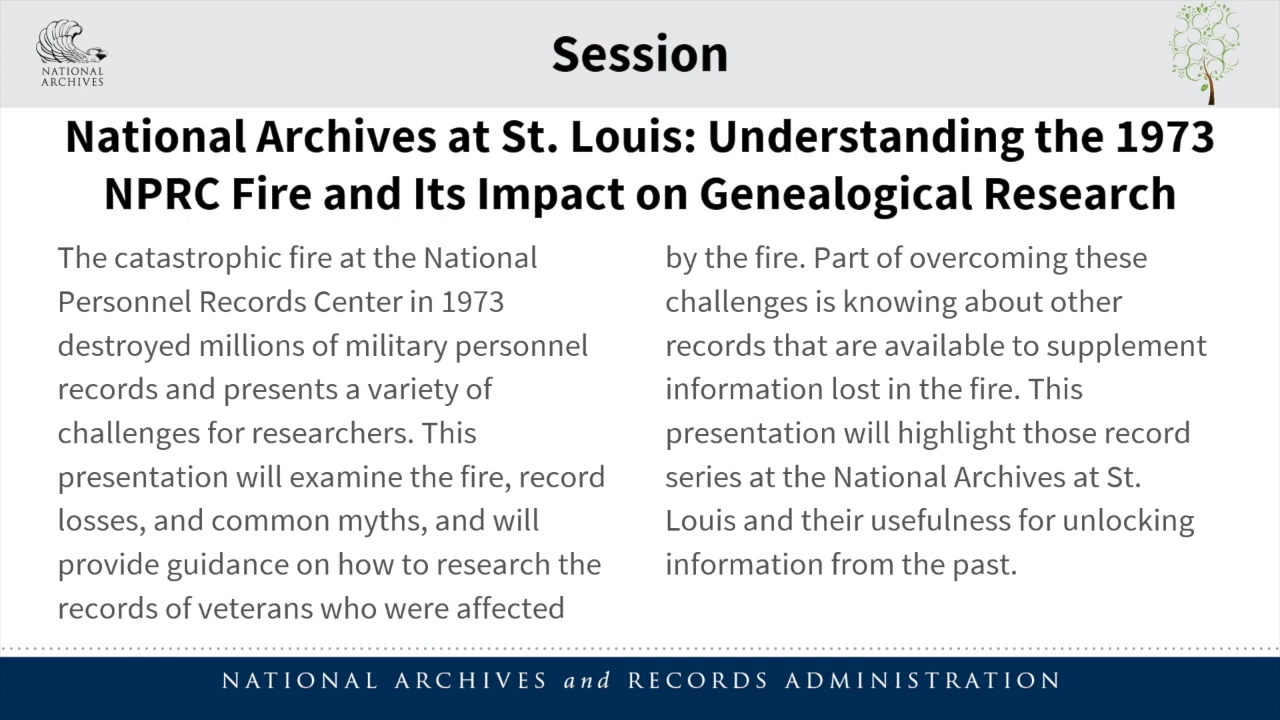 NATIONAL
ARCHIVES
Session
National Archives at St. Louis: Understanding the 1973
NPRC Fire and Its Impact on Genealogical Research
The catastrophic fire at the National
Personnel Records Center in 1973
destroyed millions of military personnel
records and presents a variety of
challenges for researchers. This
presentation will examine the fire, record
losses, and common myths, and will
provide guidance on how to research the
records of veterans who were affected
by the fire. Part of overcoming these
challenges is knowing about other
records that are available to supplement
information lost in the fire. This
presentation will highlight those record
series at the National Archives at St.
Louis and their usefulness for unlocking
information from the past.
NATIONAL ARCHIVES and RECORDS ADMINISTRATION